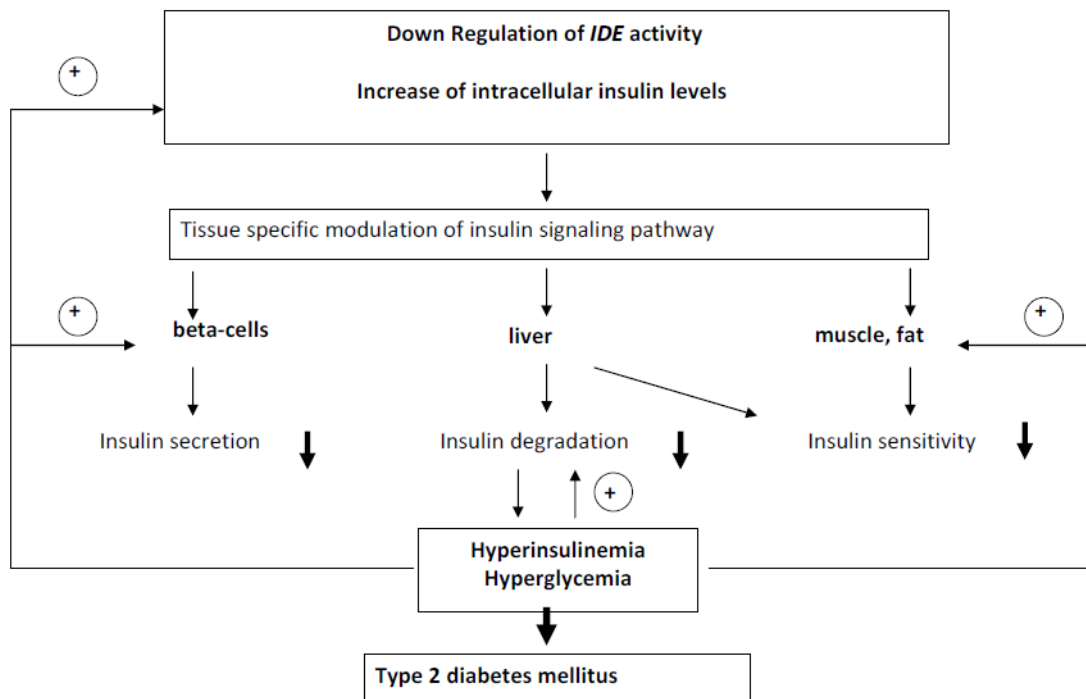 Down Regulation of IDE activity
+
Increase of intracellular insulin levels
Tissue specific modulation of insulin signaling pathway
+
beta-cells
liver
muscle, fat
+
Insulin secretion
Insulin degradation
Insulin sensitivity
+
Hyperinsulinemia
Hyperglycemia
Type 2 diabetes mellitus